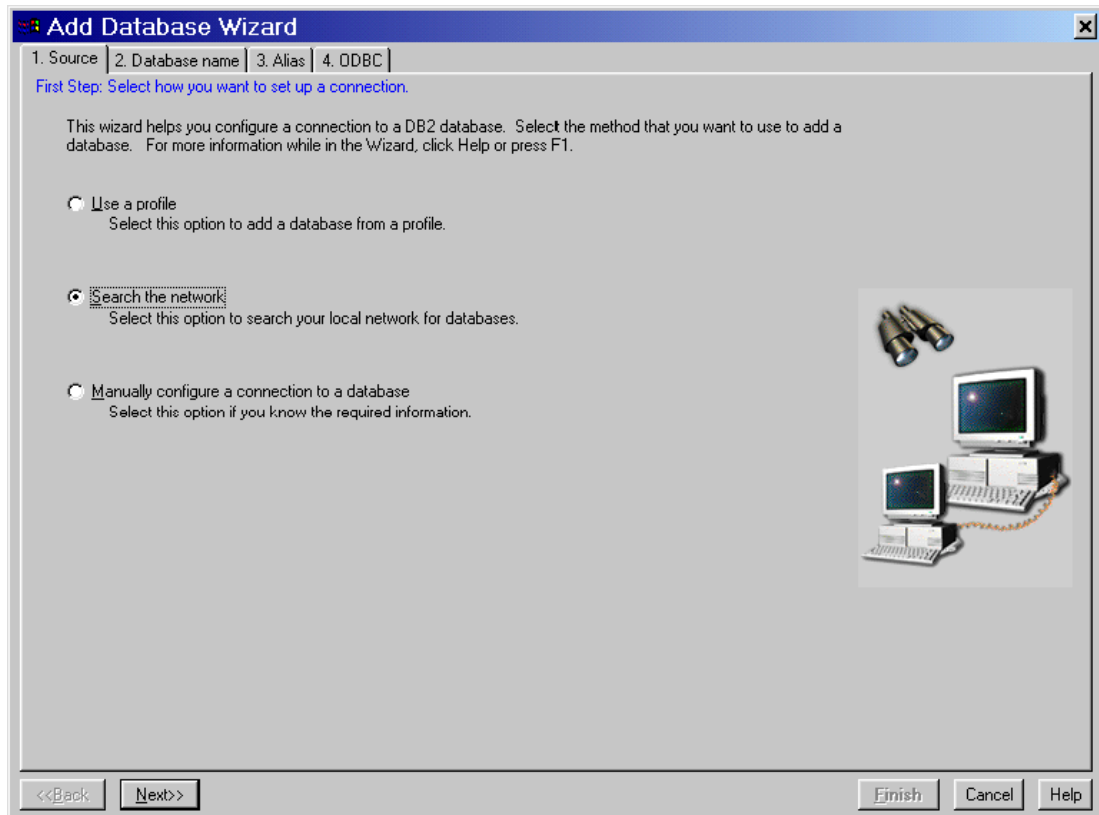 Add Database Wizard
1. Source 2. Database name 3. Alias 4. ODBC
First Step: Select how you want to set up a connection.
This wizard helps you configure a connection to a DB2 database. Select the method that you want to use to add a
database. For more information while in the Wizard, click Help or press F1.
Use a profile
Select this option to add a database from a profile.
Search the network
Select this option to search your local network for databases.
Manually configure a connection to a database
Select this option if you know the required information.
<<Back Next>> Finish Cancel Help